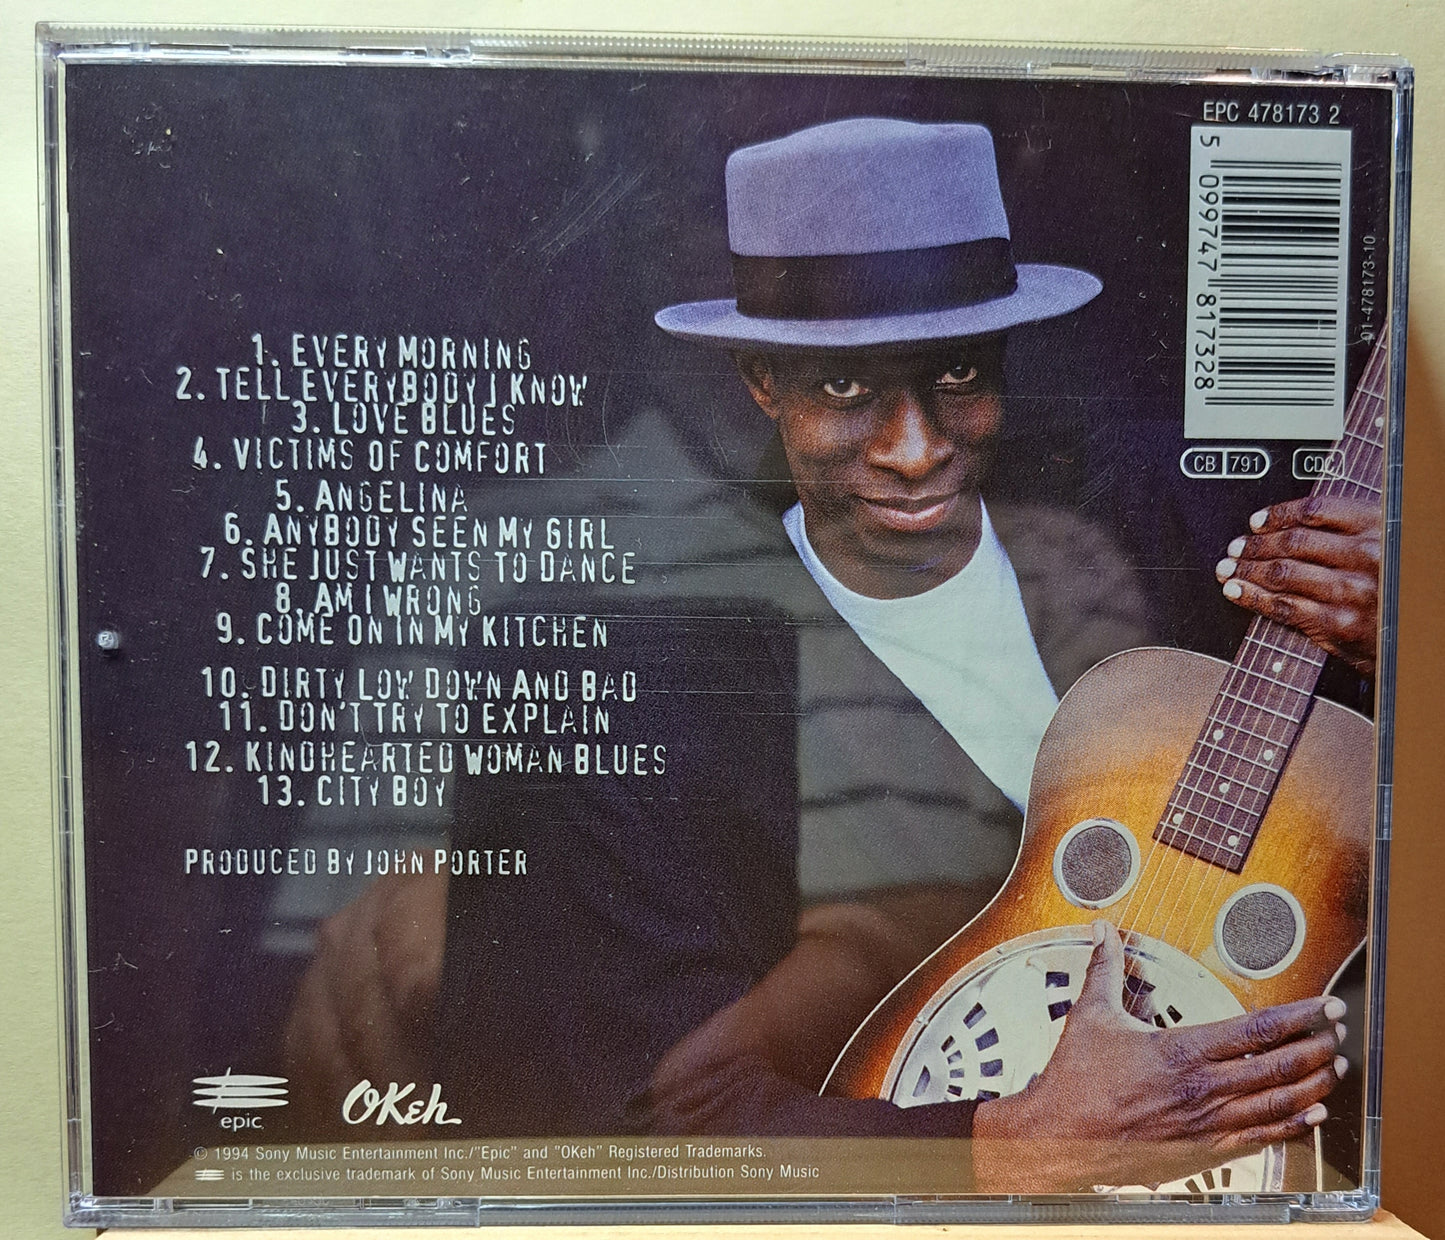 EPC 478173 2
5 099747 817328
01-478173-10
CB 791
CDC
1. EVERY MORNING
2. TELL EVERYBODY I KNOW
3. LOVE BLUES
4. VICTIMS OF COMFORT
5. ANGELINA
6. ANYBODY SEEN MY GIRL
7. SHE JUST WANTS TO DANCE
8. AM I WRONG
9. COME ON IN MY KITCHEN
10. DIRTY LOW DOWN AND BAD
11. DON'T TRY TO EXPLAIN
12. KINDHEARTED WOMAN BLUES
13. CITY BOY
PRODUCED BY JOHN PORTER
epic
OKeh
© 1994 Sony Music Entertainment Inc./"Epic" and "OKeh" Registered Trademarks.
is the exclusive trademark of Sony Music Entertainment Inc./Distribution Sony Music